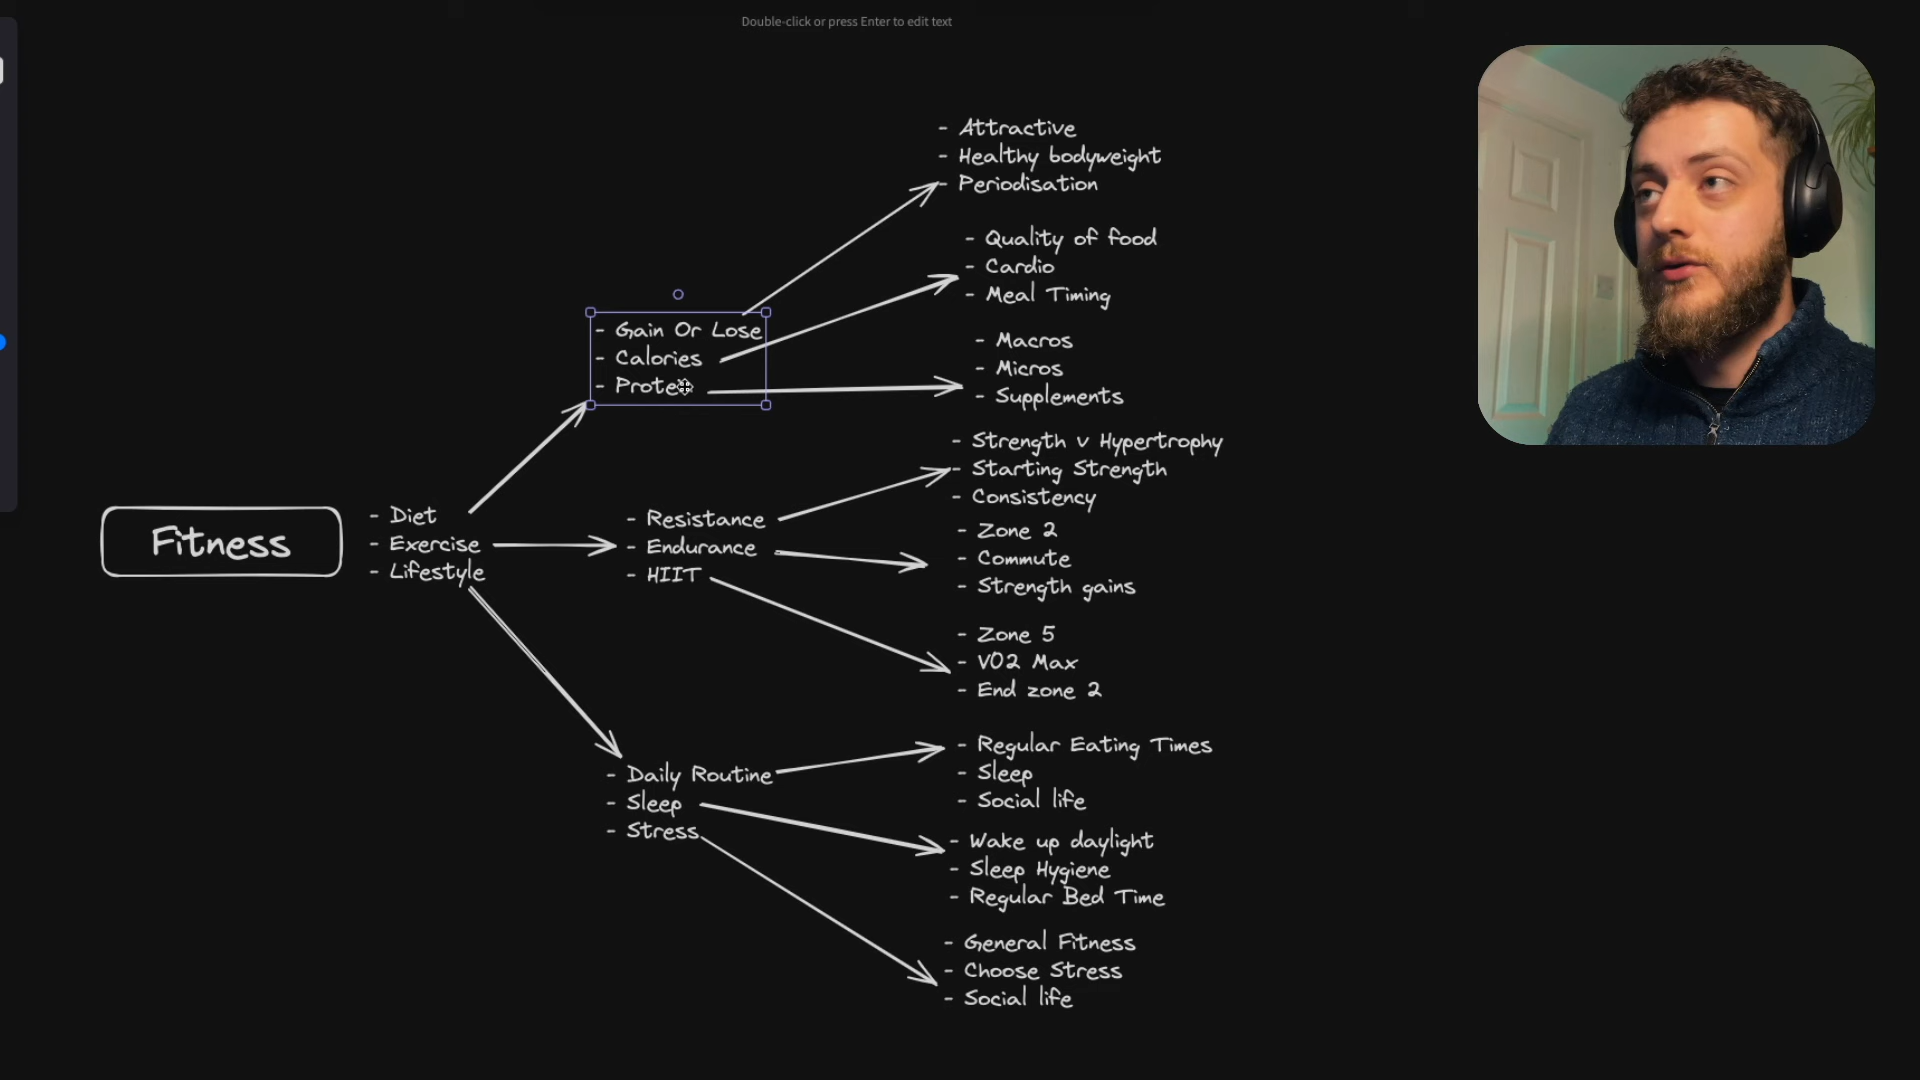 Double-click or press Enter to edit text
Fitness
- Diet
- Exercise
- Lifestyle
- Gain Or Lose
- Calories
- Protein
- Attractive
- Healthy bodyweight
- Periodisation
- Quality of food
- Cardio
- Meal Timing
- Macros
- Micros
- Supplements
- Resistance
- Endurance
- HIIT
- Strength v Hypertrophy
- Starting Strength
- Consistency
- Zone 2
- Commute
- Strength gains
- Zone 5
- VO2 Max
- End zone 2
- Daily Routine
- Sleep
- Stress
- Regular Eating Times
- Sleep
- Social life
- Wake up daylight
- Sleep Hygiene
- Regular Bed Time
- General Fitness
- Choose Stress
- Social life